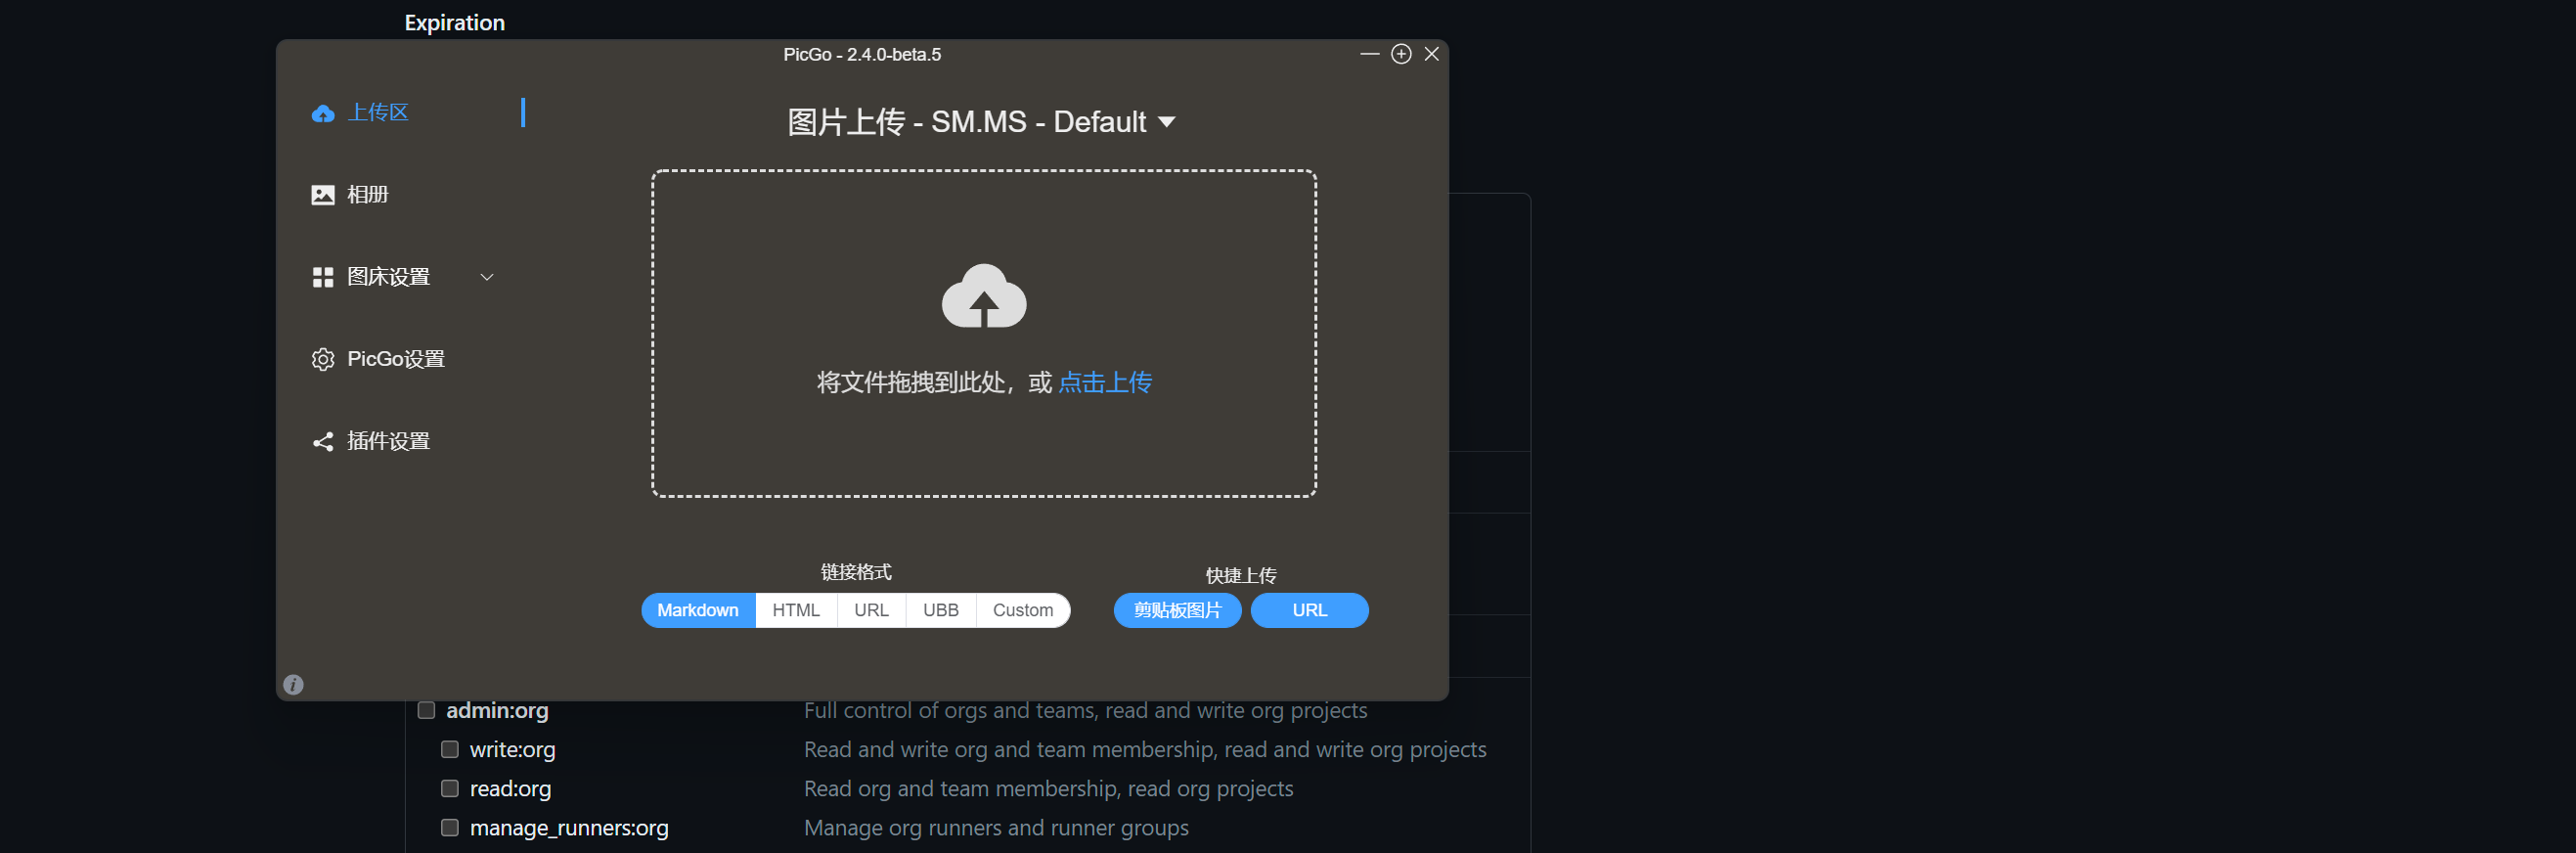 Expiration
PicGo - 2.4.0-beta.5
上传区
相册
图床设置
PicGo设置
插件设置
图片上传 - SM.MS - Default
将文件拖拽到此处，或 点击上传
链接格式
Markdown HTML URL UBB Custom
快捷上传
剪贴板图片 URL
admin:org Full control of orgs and teams, read and write org projects
write:org Read and write org and team membership, read and write org projects
read:org Read org and team membership, read org projects
manage_runners:org Manage org runners and runner groups